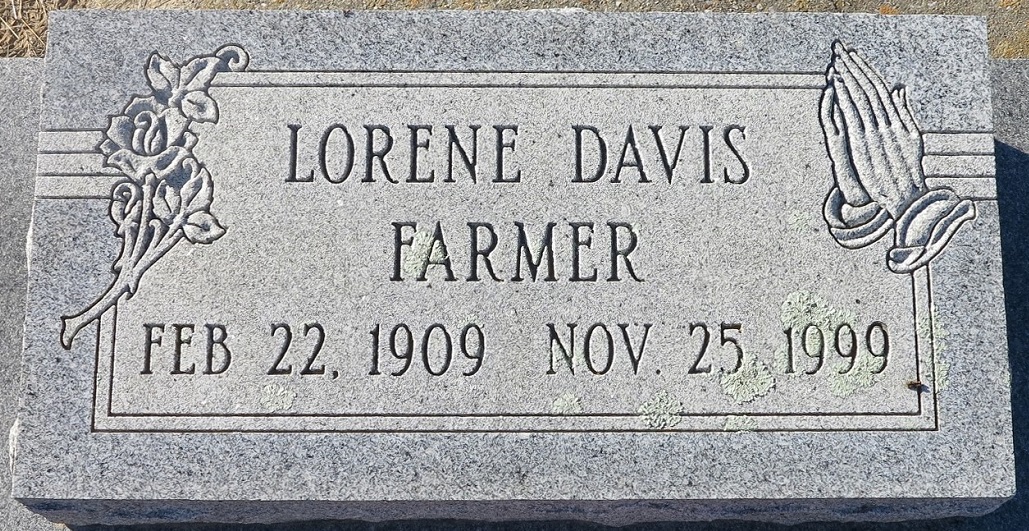 LORENE DAVIS
FARMER
FEB 22, 1909 NOV. 25, 1999